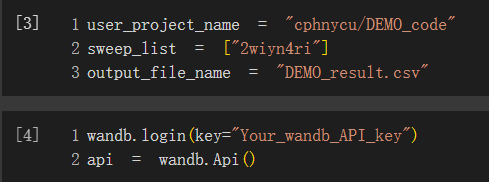 [3] 1 user_project_name = "cphnycu/DEMO_code"
2 sweep_list = ["2wiyn4ri"]
3 output_file_name = "DEMO_result.csv"
[4] 1 wandb.login(key="Your_wandb_API_key")
2 api = wandb.Api()